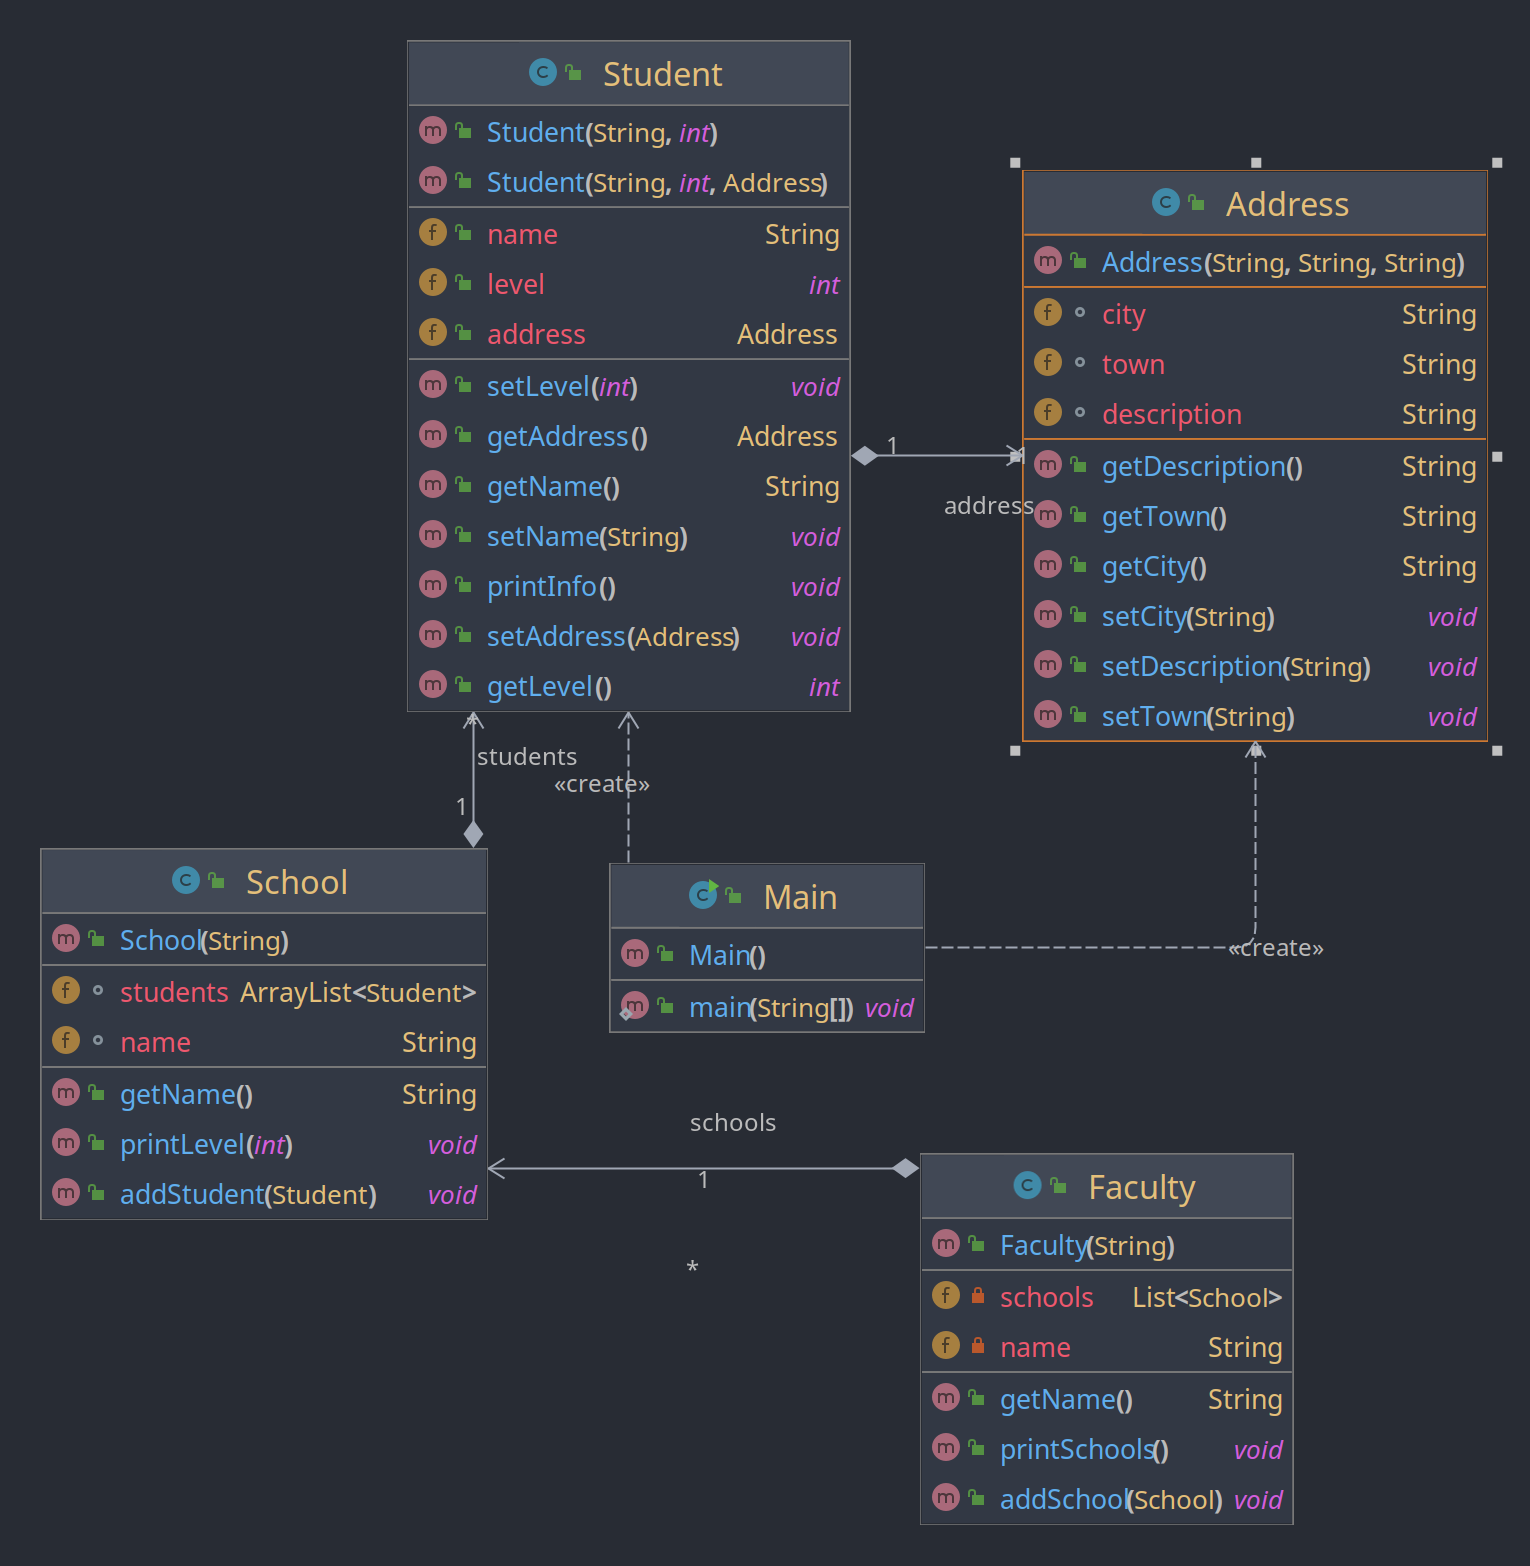 Student
Student(String, int)
Student(String, int, Address)
name String
level int
address Address
setLevel(int) void
getAddress() Address
getName() String
setName(String) void
printInfo() void
setAddress(Address) void
getLevel() int
Address
Address(String, String, String)
city String
town String
description String
getDescription() String
getTown() String
getCity() String
setCity(String) void
setDescription(String) void
setTown(String) void
1
1
address
students
*
1
«create»
«create»
School
School(String)
students ArrayList<Student>
name String
getName() String
printLevel(int) void
addStudent(Student) void
Main
Main()
main(String[]) void
schools
1
*
Faculty
Faculty(String)
schools List<School>
name String
getName() String
printSchools() void
addSchool(School) void